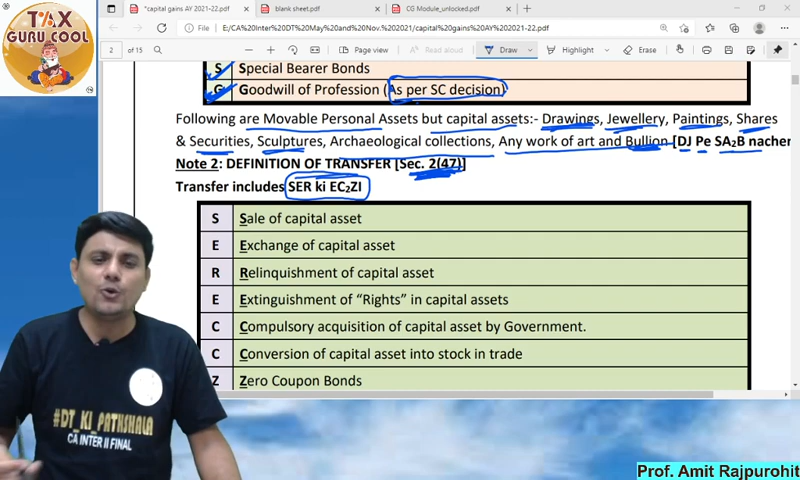 TAX
GURU COOL
*capital gains AY 2021-22.pdf
blank sheet.pdf
CG Module_unlocked.pdf
File
E:/CA%20Inter%20DT%20May%20and%20Nov.%202021/capital%20gains%20AY%202021-22.pdf
2 of 15
Page view
Read aloud
Draw
Highlight
Erase
S Special Bearer Bonds
G Goodwill of Profession (As per SC decision)
Following are Movable Personal Assets but capital assets:- Drawings, Jewellery, Paintings, Shares
& Securities, Sculptures, Archaeological collections, Any work of art and Bullion [DJ Pe SA₂B nacher
Note 2: DEFINITION OF TRANSFER [Sec. 2(47)]
Transfer includes SER ki EC₂ZI
S Sale of capital asset
E Exchange of capital asset
R Relinquishment of capital asset
E Extinguishment of “Rights” in capital assets
C Compulsory acquisition of capital asset by Government.
C Conversion of capital asset into stock in trade
Z Zero Coupon Bonds
#DT_KI_PATHSHALA
CA INTER II FINAL
Prof. Amit Rajpurohit